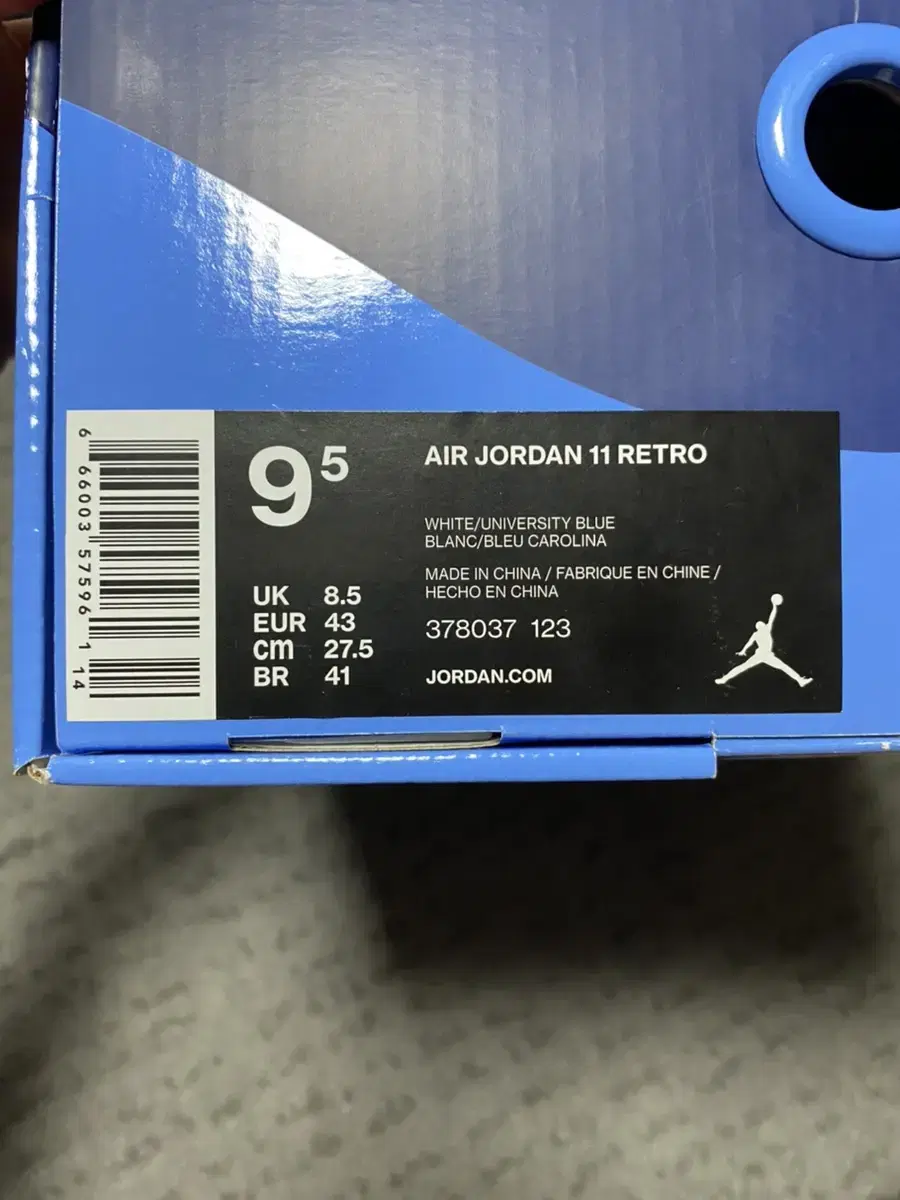 6 66003 57596 1 14
9 5
UK 8.5
EUR 43
cm 27.5
BR 41
AIR JORDAN 11 RETRO
WHITE/UNIVERSITY BLUE
BLANC/BLEU CAROLINA
MADE IN CHINA / FABRIQUE EN CHINE /
HECHO EN CHINA
378037 123
JORDAN.COM